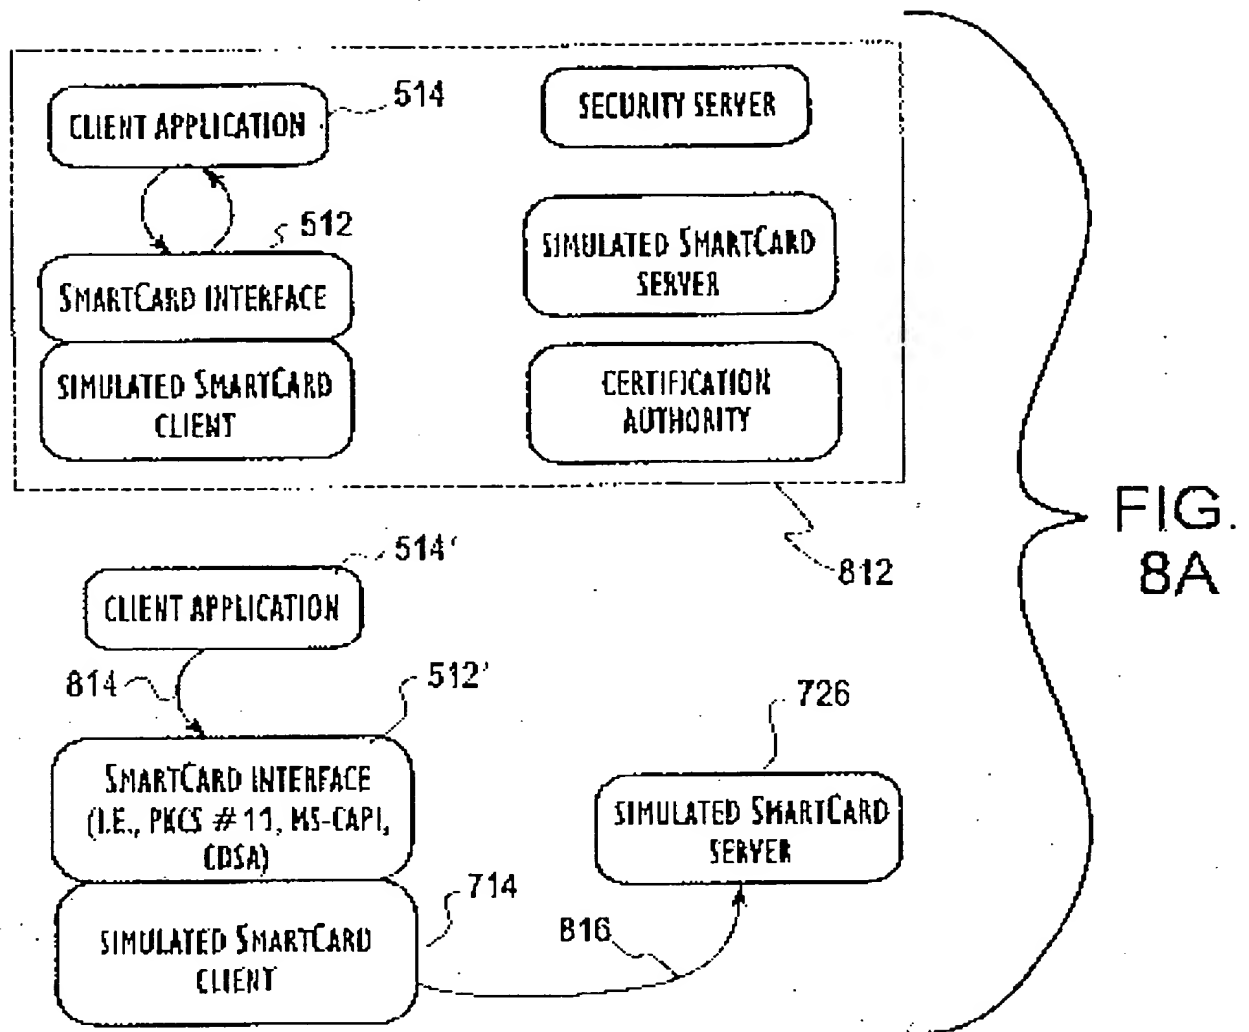 CLIENT APPLICATION
514
SECURITY SERVER
512
SMARTCARD INTERFACE
SIMULATED SMARTCARD
SERVER
SIMULATED SMARTCARD
CLIENT
CERTIFICATION
AUTHORITY
812
FIG.
8A
514'
CLIENT APPLICATION
814
512'
SMARTCARD INTERFACE
(I.E., PKCS #11, MS-CAPI,
CDSA)
726
SIMULATED SMARTCARD
SERVER
714
SIMULATED SMARTCARD
CLIENT
816